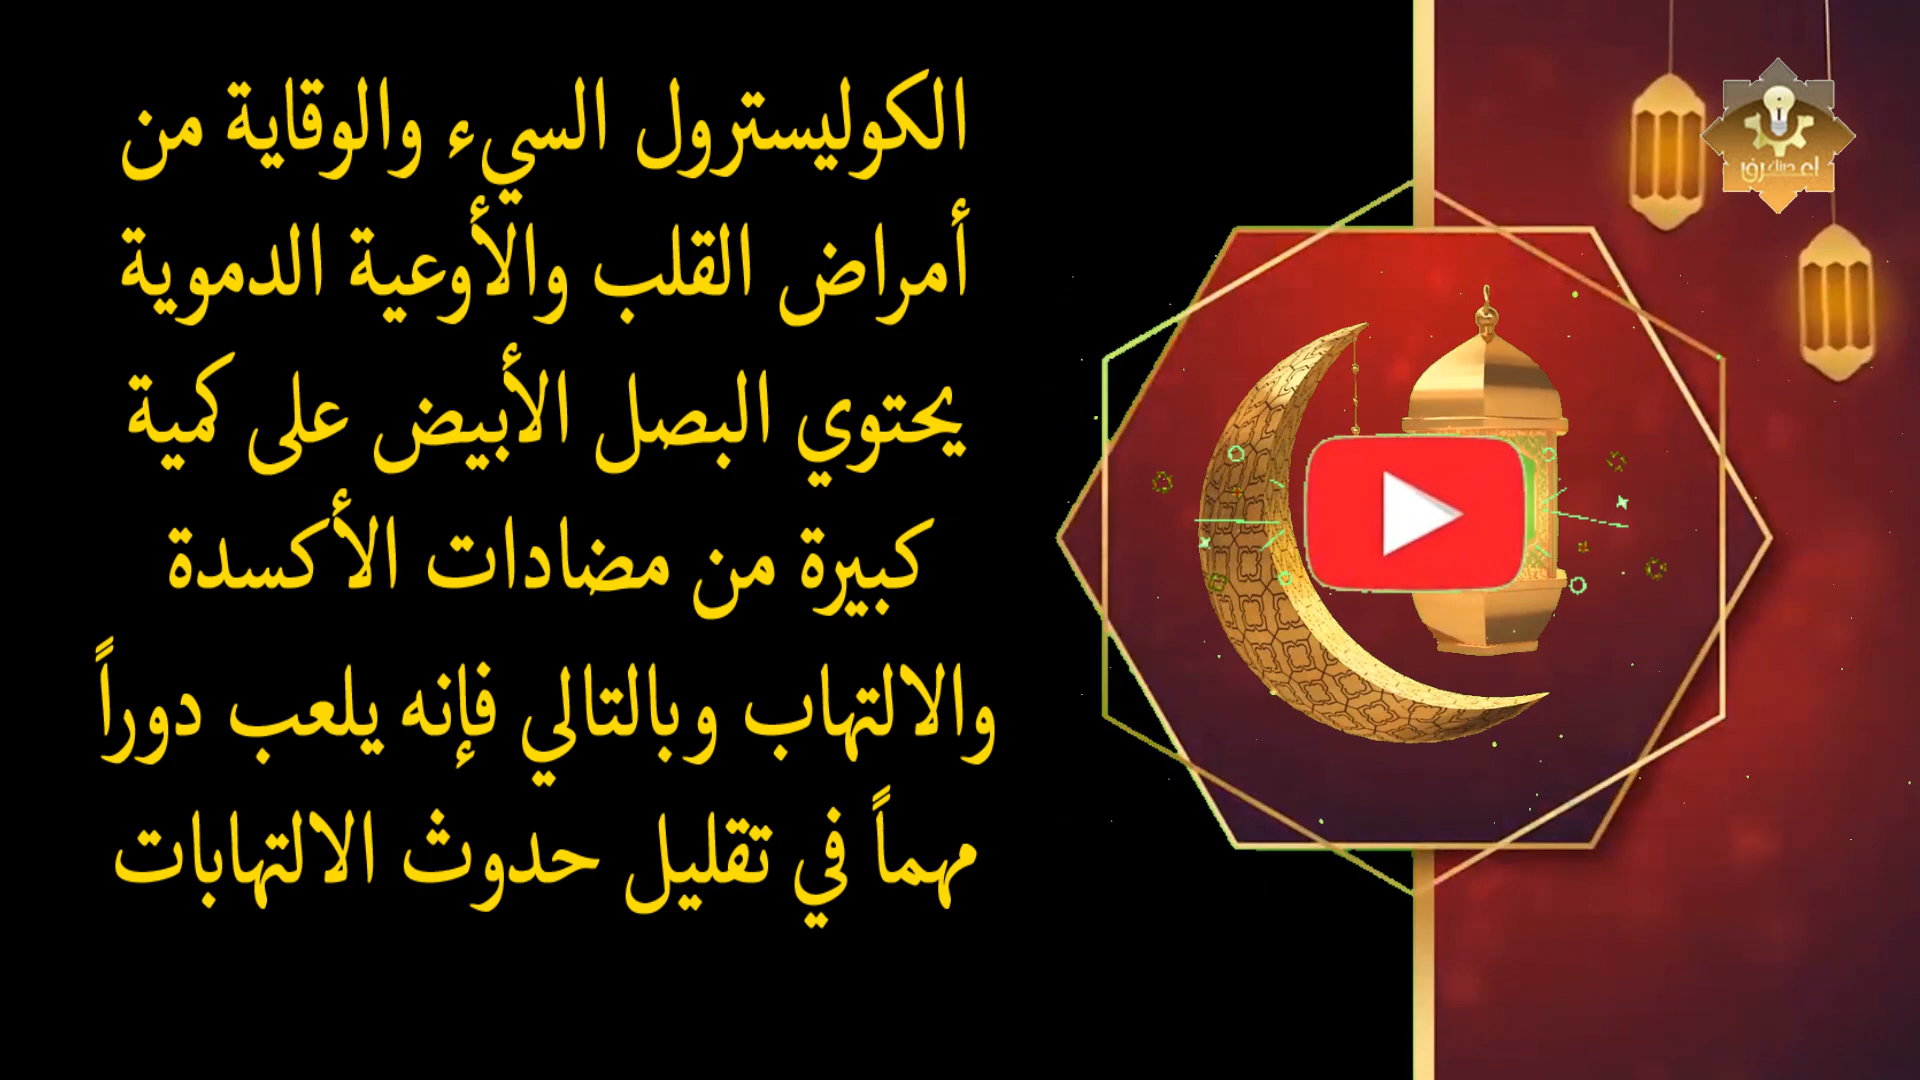 الكوليسترول السيء والوقاية من
أمراض القلب والأوعية الدموية
يحتوي البصل الأبيض على كمية
كبيرة من مضادات الأكسدة
والالتهاب وبالتالي فإنه يلعب دوراً
مهماً في تقليل حدوث الالتهابات